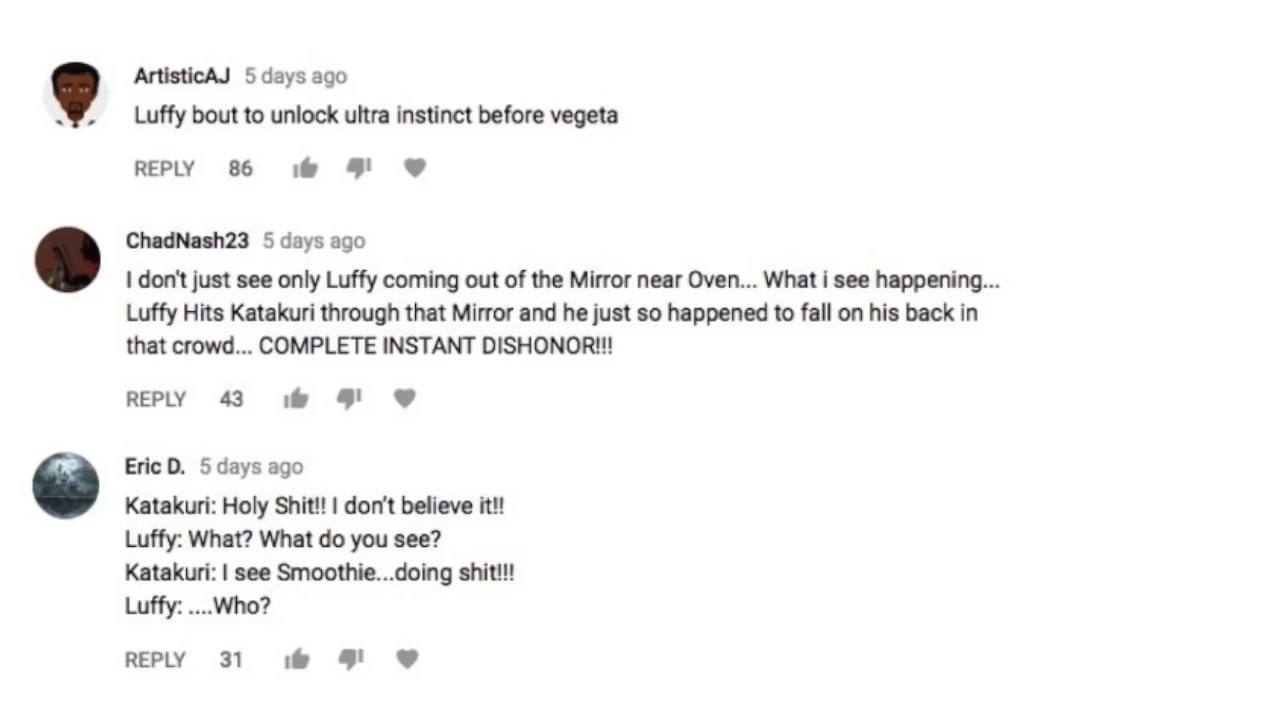 ArtisticAJ 5 days ago
Luffy bout to unlock ultra instinct before vegeta
REPLY 86
ChadNash23 5 days ago
I don't just see only Luffy coming out of the Mirror near Oven... What i see happening...
Luffy Hits Katakuri through that Mirror and he just so happened to fall on his back in
that crowd... COMPLETE INSTANT DISHONOR!!!
REPLY 43
Eric D. 5 days ago
Katakuri: Holy Shit!! I don’t believe it!!
Luffy: What? What do you see?
Katakuri: I see Smoothie...doing shit!!!
Luffy: ....Who?
REPLY 31